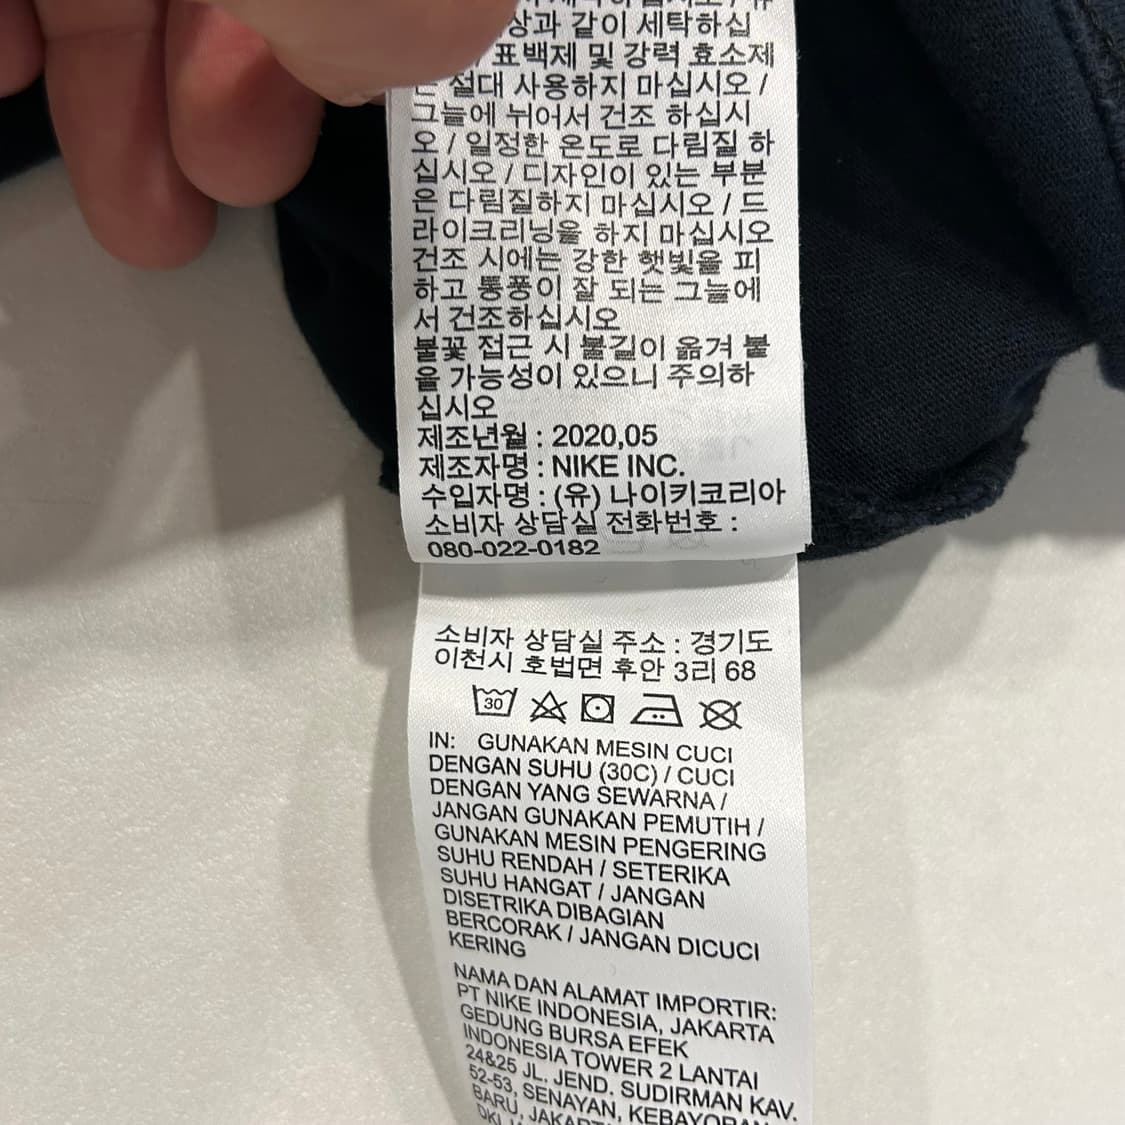 상과 같이 세탁하십
표백제 및 강력 효소제
는 절대 사용하지 마십시오 /
그늘에 뉘어서 건조 하십시
오 / 일정한 온도로 다림질 하
십시오 / 디자인이 있는 부분
은 다림질하지 마십시오 / 드
라이크리닝을 하지 마십시오
건조 시에는 강한 햇빛을 피
하고 통풍이 잘 되는 그늘에
서 건조하십시오
불꽃 접근 시 불길이 옮겨 붙
을 가능성이 있으니 주의하
십시오
제조년월 : 2020,05
제조자명 : NIKE INC.
수입자명 : (유) 나이키코리아
소비자 상담실 전화번호 :
080-022-0182
소비자 상담실 주소 : 경기도
이천시 호법면 후안 3리 68
30
IN: GUNAKAN MESIN CUCI
DENGAN SUHU (30C) / CUCI
DENGAN YANG SEWARNA /
JANGAN GUNAKAN PEMUTIH /
GUNAKAN MESIN PENGERING
SUHU RENDAH / SETERIKA
SUHU HANGAT / JANGAN
DISETRIKA DIBAGIAN
BERCORAK / JANGAN DICUCI
KERING
NAMA DAN ALAMAT IMPORTIR:
PT NIKE INDONESIA, JAKARTA
GEDUNG BURSA EFEK
INDONESIA TOWER 2 LANTAI
24&25 JL. JEND. SUDIRMAN KAV.
52-53, SENAYAN, KEBAYORAN
BARU,